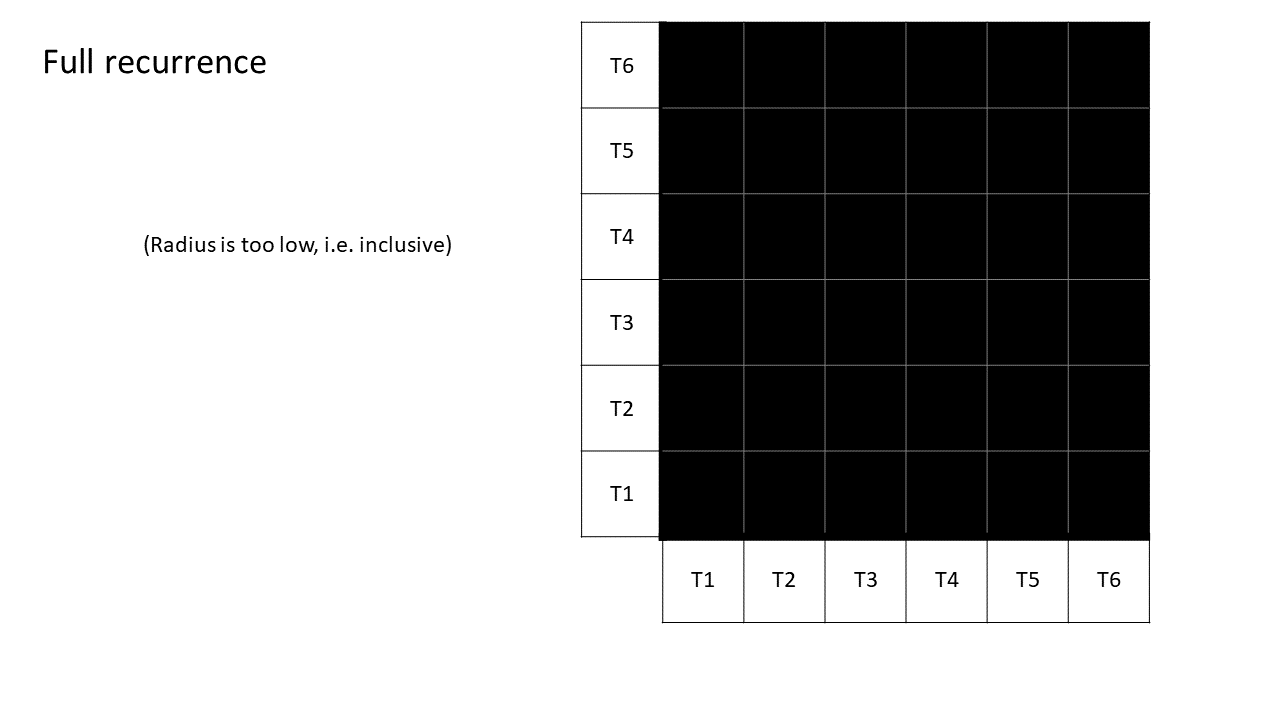 Full recurrence
(Radius is too low, i.e. inclusive)
T6
T5
T4
T3
T2
T1
T1 T2 T3 T4 T5 T6